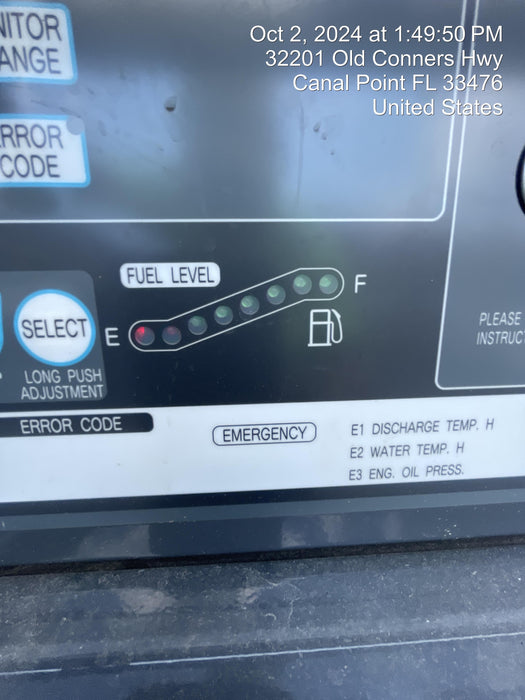 Oct 2, 2024 at 1:49:50 PM
32201 Old Conners Hwy
Canal Point FL 33476
United States
NITOR
ANGE
RROR
CODE
FUEL LEVEL
F
SELECT
E
LONG PUSH
ADJUSTMENT
PLEASE
INSTRUCT
ERROR CODE
EMERGENCY
E1 DISCHARGE TEMP. H
E2 WATER TEMP. H
E3 ENG. OIL PRESS.